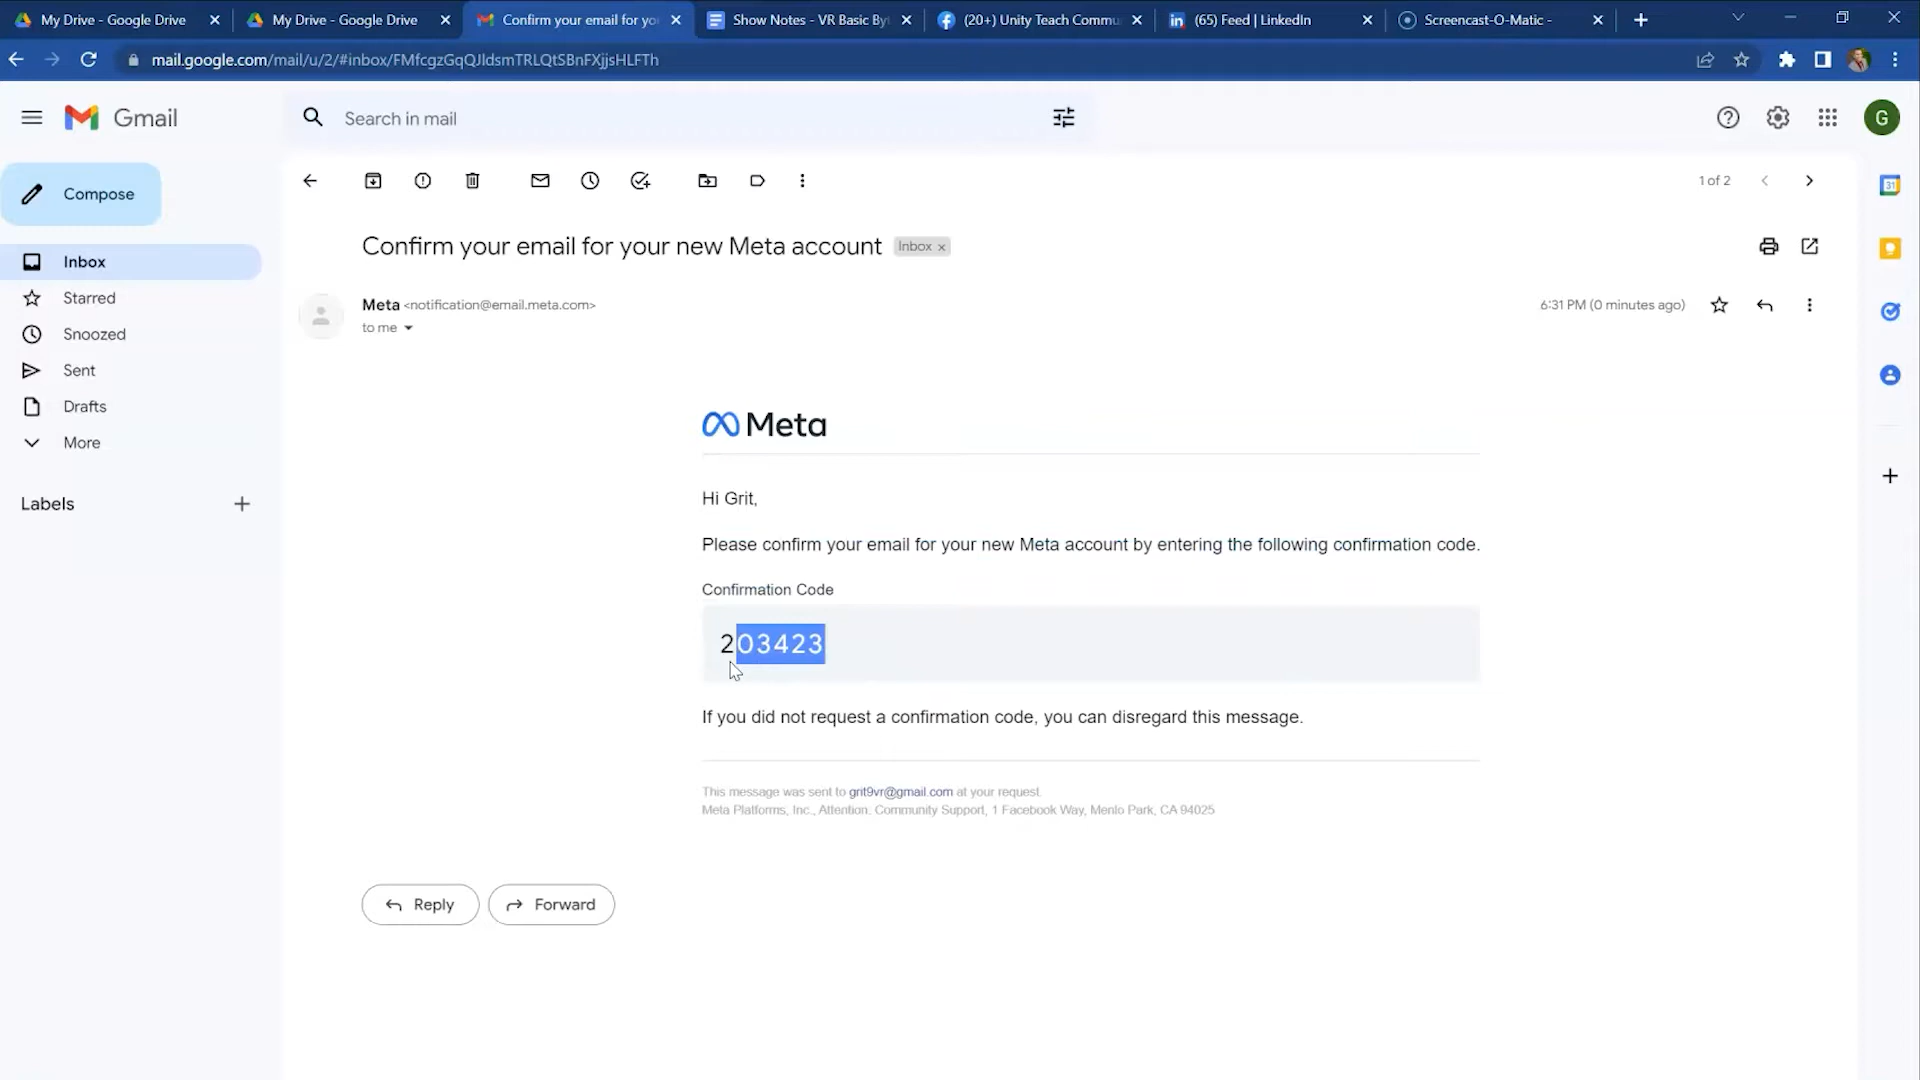 My Drive - Google Drive
My Drive - Google Drive
Confirm your email for yo
Show Notes - VR Basic By
(20+) Unity Teach Commu
(65) Feed | LinkedIn
Screencast-O-Matic -
mail.google.com/mail/u/2/#inbox/FMfcgzGqQJldsmTRLQtSBnFXjjsHLFTh
Gmail
Search in mail
G
Compose
1 of 2
Confirm your email for your new Meta account
Inbox x
Inbox
Meta <notification@email.meta.com>
6:31 PM (0 minutes ago)
to me
Starred
Snoozed
Sent
Drafts
More
Labels
Meta
Hi Grit,
Please confirm your email for your new Meta account by entering the following confirmation code.
Confirmation Code
203423
If you did not request a confirmation code, you can disregard this message.
This message was sent to grit9vr@gmail.com at your request.
Meta Platforms, Inc., Attention: Community Support, 1 Facebook Way, Menlo Park, CA 94025
Reply
Forward
31